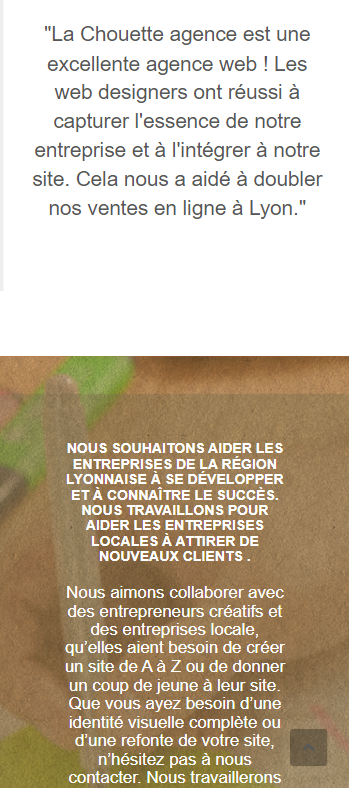 "La Chouette agence est une
excellente agence web ! Les
web designers ont réussi à
capturer l'essence de notre
entreprise et à l'intégrer à notre
site. Cela nous a aidé à doubler
nos ventes en ligne à Lyon."
NOUS SOUHAITONS AIDER LES
ENTREPRISES DE LA RÉGION
LYONNAISE À SE DÉVELOPPER
ET À CONNAÎTRE LE SUCCÈS.
NOUS TRAVAILLONS POUR
AIDER LES ENTREPRISES
LOCALES À ATTIRER DE
NOUVEAUX CLIENTS .
Nous aimons collaborer avec
des entrepreneurs créatifs et
des entreprises locale,
qu’elles aient besoin de créer
un site de A à Z ou de donner
un coup de jeune à leur site.
Que vous ayez besoin d’une
identité visuelle complète ou
d’une refonte de votre site,
n’hésitez pas à nous
contacter. Nous travaillerons